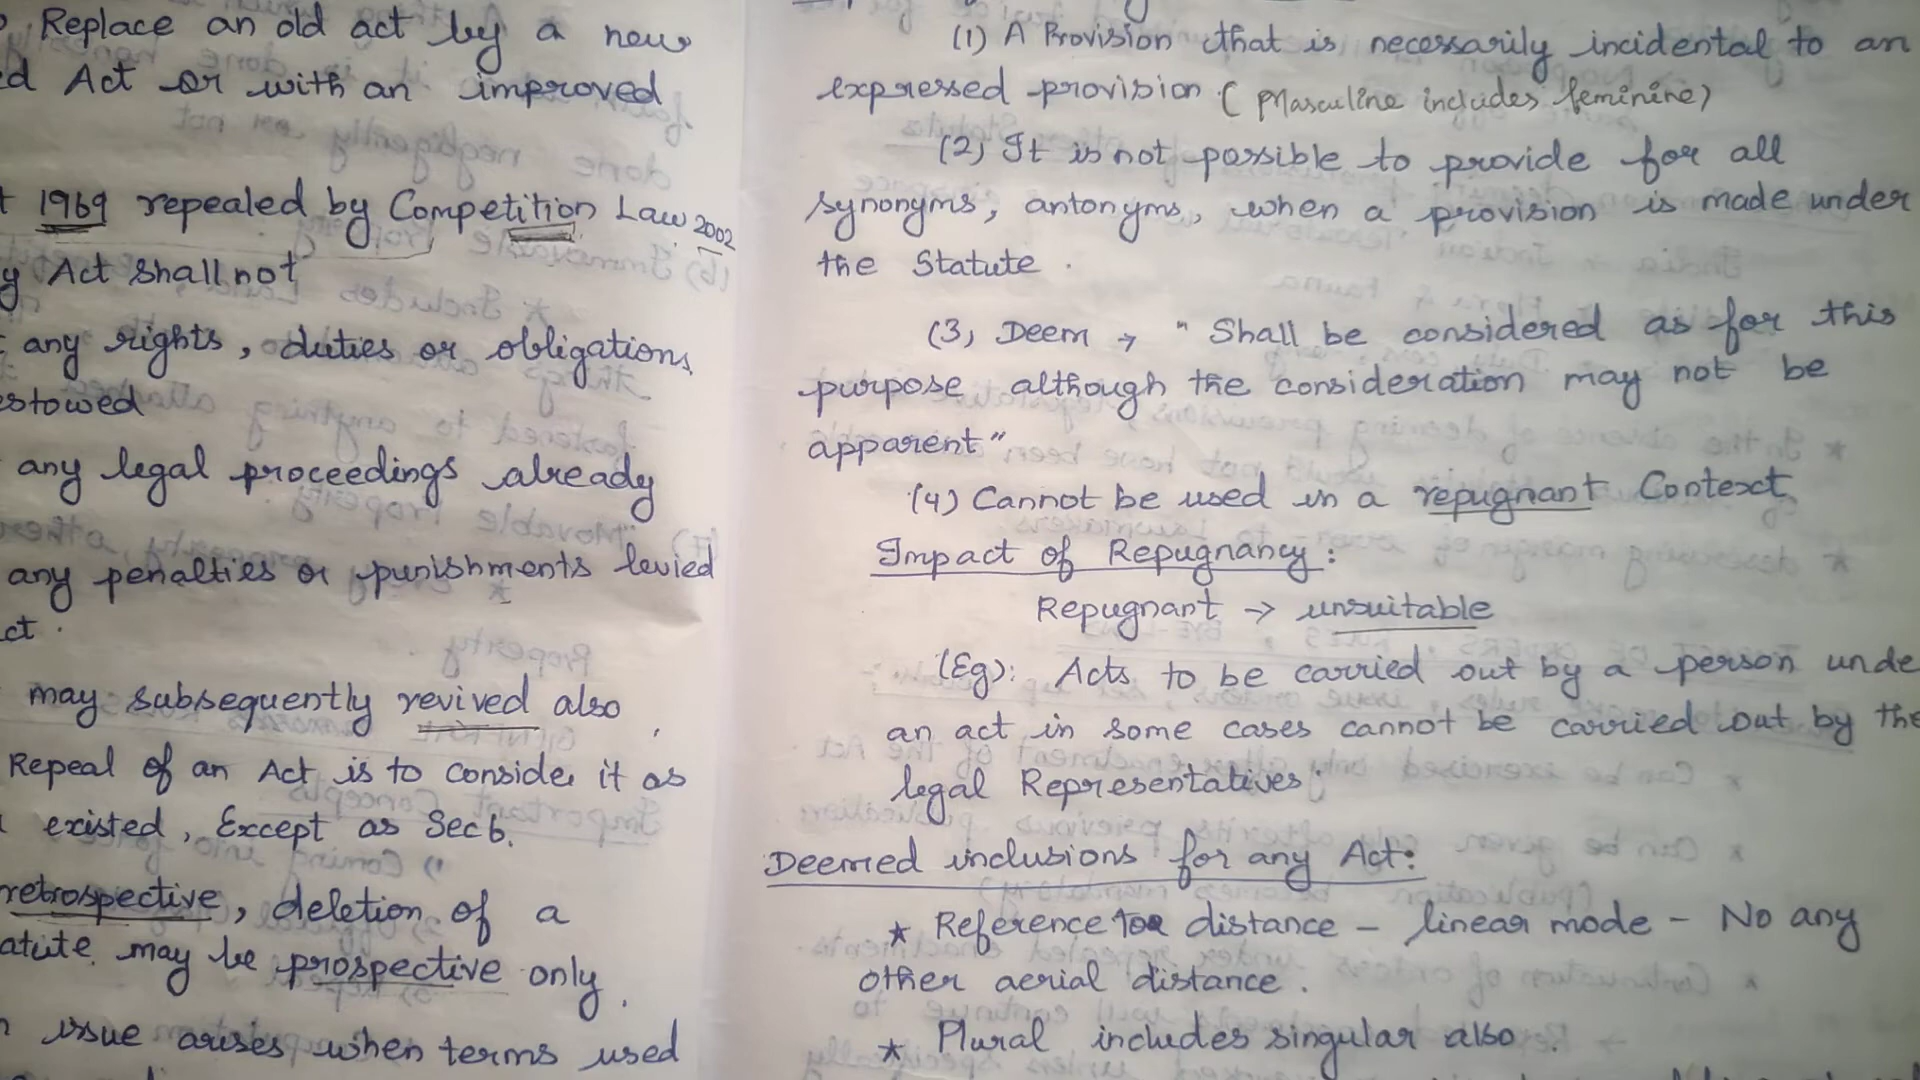 Replace an old act by a new
d Act or with an improved
t 1969 repealed by Competition Law 2002
y Act shall not
any rights, duties or obligations
stowed
any legal proceedings already
any penalties or punishments levied
ct.
may subsequently revived also,
Repeal of an Act is to consider it as
existed, Except as Sec 6.
retrospective, deletion of a
atute may be prospective only.
issue arises when terms used
(1) A Provision that is necessarily incidental to an
expressed provision (Masculine includes feminine)
(2) It is not possible to provide for all
synonyms, antonyms, when a provision is made under
the Statute.
(3) Deem → "Shall be considered as for this
purpose although the consideration may not be
apparent"
(4) Cannot be used in a repugnant Context
Impact of Repugnancy:
Repugnant → unsuitable
(Eg): Acts to be carried out by a person unde
an act in some cases cannot be carried out by the
legal Representatives;
Deemed inclusions for any Act:
* Reference to distance - linear mode - No any
other aerial distance.
* Plural includes singular also.